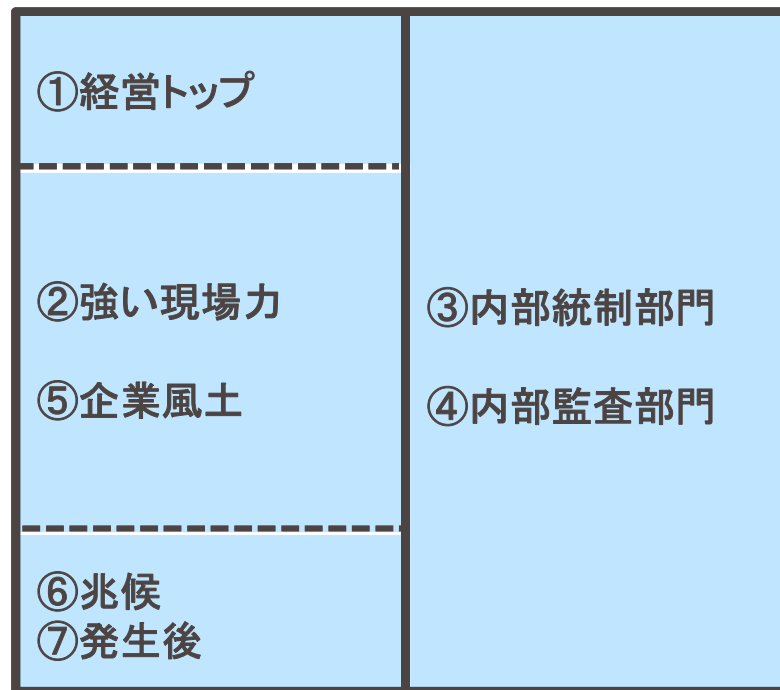 ①経営トップ
②強い現場力
⑤企業風土
⑥兆候
⑦発生後
③内部統制部門
④内部監査部門